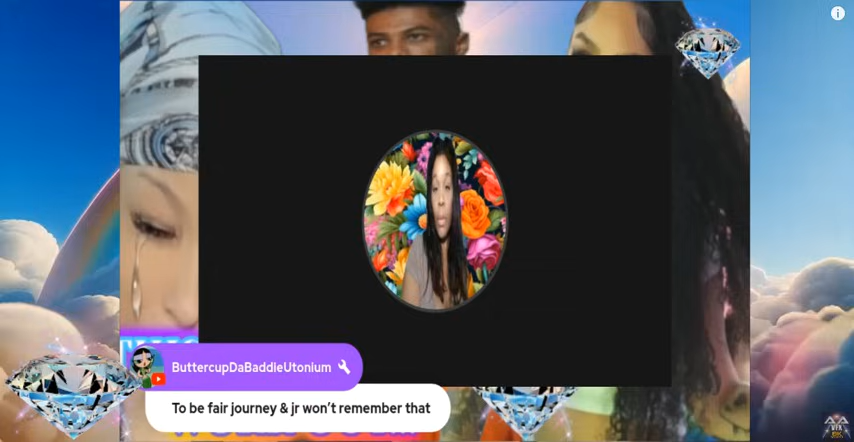 ButtercupDaBaddieUtonium
To be fair journey & jr won't remember that